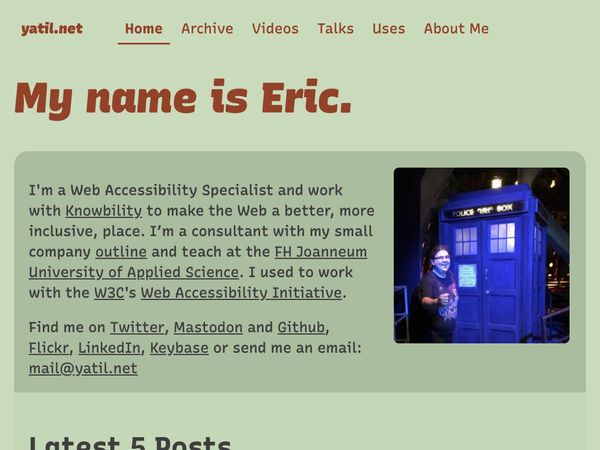 yatil.net Home Archive Videos Talks Uses About Me
My name is Eric.
I'm a Web Accessibility Specialist and work
with Knowbility to make the Web a better, more
inclusive, place. I’m a consultant with my small
company outline and teach at the FH Joanneum
University of Applied Science. I used to work
with the W3C's Web Accessibility Initiative.
Find me on Twitter, Mastodon and Github,
Flickr, LinkedIn, Keybase or send me an email:
mail@yatil.net
POLICE BOX
Latest 5 Posts